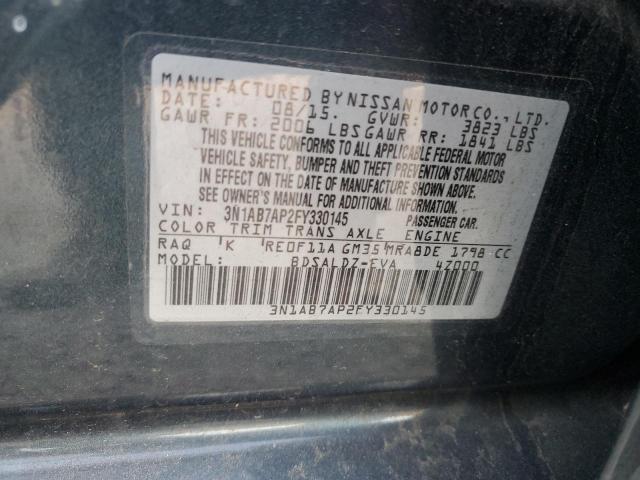 MANUFACTURED BY NISSAN MOTOR CO., LTD.
DATE: 08/15. GVWR: 3823 LBS
GAWR FR: 2006 LBS GAWR RR: 1841 LBS
THIS VEHICLE CONFORMS TO ALL APPLICABLE FEDERAL MOTOR
VEHICLE SAFETY, BUMPER AND THEFT PREVENTION STANDARDS
IN EFFECT ON THE DATE OF MANUFACTURE SHOWN ABOVE.
SEE OWNER'S MANUAL FOR ADDITIONAL INFORMATION.
VIN: 3N1AB7AP2FY330145 PASSENGER CAR.
COLOR TRIM TRANS AXLE ENGINE
RAQ K RE0F11A GM35 MRA8DE 1798 CC
MODEL: BDSALDZ-EVA 4Z000
3N1AB7AP2FY330145